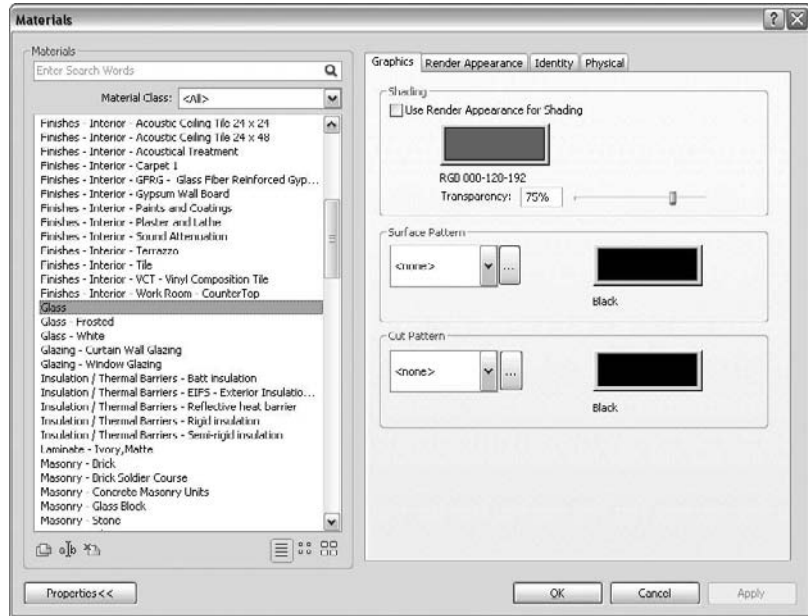 Materials
Materials
Enter Search Words
Material Class: <All>
Finishes - Interior - Acoustic Ceiling Tile 24 x 24
Finishes - Interior - Acoustic Ceiling Tile 24 x 48
Finishes - Interior - Acoustical Treatment
Finishes - Interior - Carpet 1
Finishes - Interior - GFRG - Glass Fiber Reinforced Gyp...
Finishes - Interior - Gypsum Wall Board
Finishes - Interior - Paints and Coatings
Finishes - Interior - Plaster and Lathe
Finishes - Interior - Sound Attenuation
Finishes - Interior - Terrazzo
Finishes - Interior - Tile
Finishes - Interior - VCT - Vinyl Composition Tile
Finishes - Interior - Work Room - CounterTop
Glass
Glass - Frosted
Glass - White
Glazing - Curtain Wall Glazing
Glazing - Window Glazing
Insulation / Thermal Barriers - Batt insulation
Insulation / Thermal Barriers - EIFS - Exterior Insulatio...
Insulation / Thermal Barriers - Reflective heat barrier
Insulation / Thermal Barriers - Rigid insulation
Insulation / Thermal Barriers - Semi-rigid insulation
Laminate - Ivory,Matte
Masonry - Brick
Masonry - Brick Soldier Course
Masonry - Concrete Masonry Units
Masonry - Glass Block
Masonry - Stone
Properties<<
Graphics Render Appearance Identity Physical
Shading
Use Render Appearance for Shading
RGB 000-120-192
Transparency: 75%
Surface Pattern
<none> ...
Black
Cut Pattern
<none> ...
Black
OK Cancel Apply